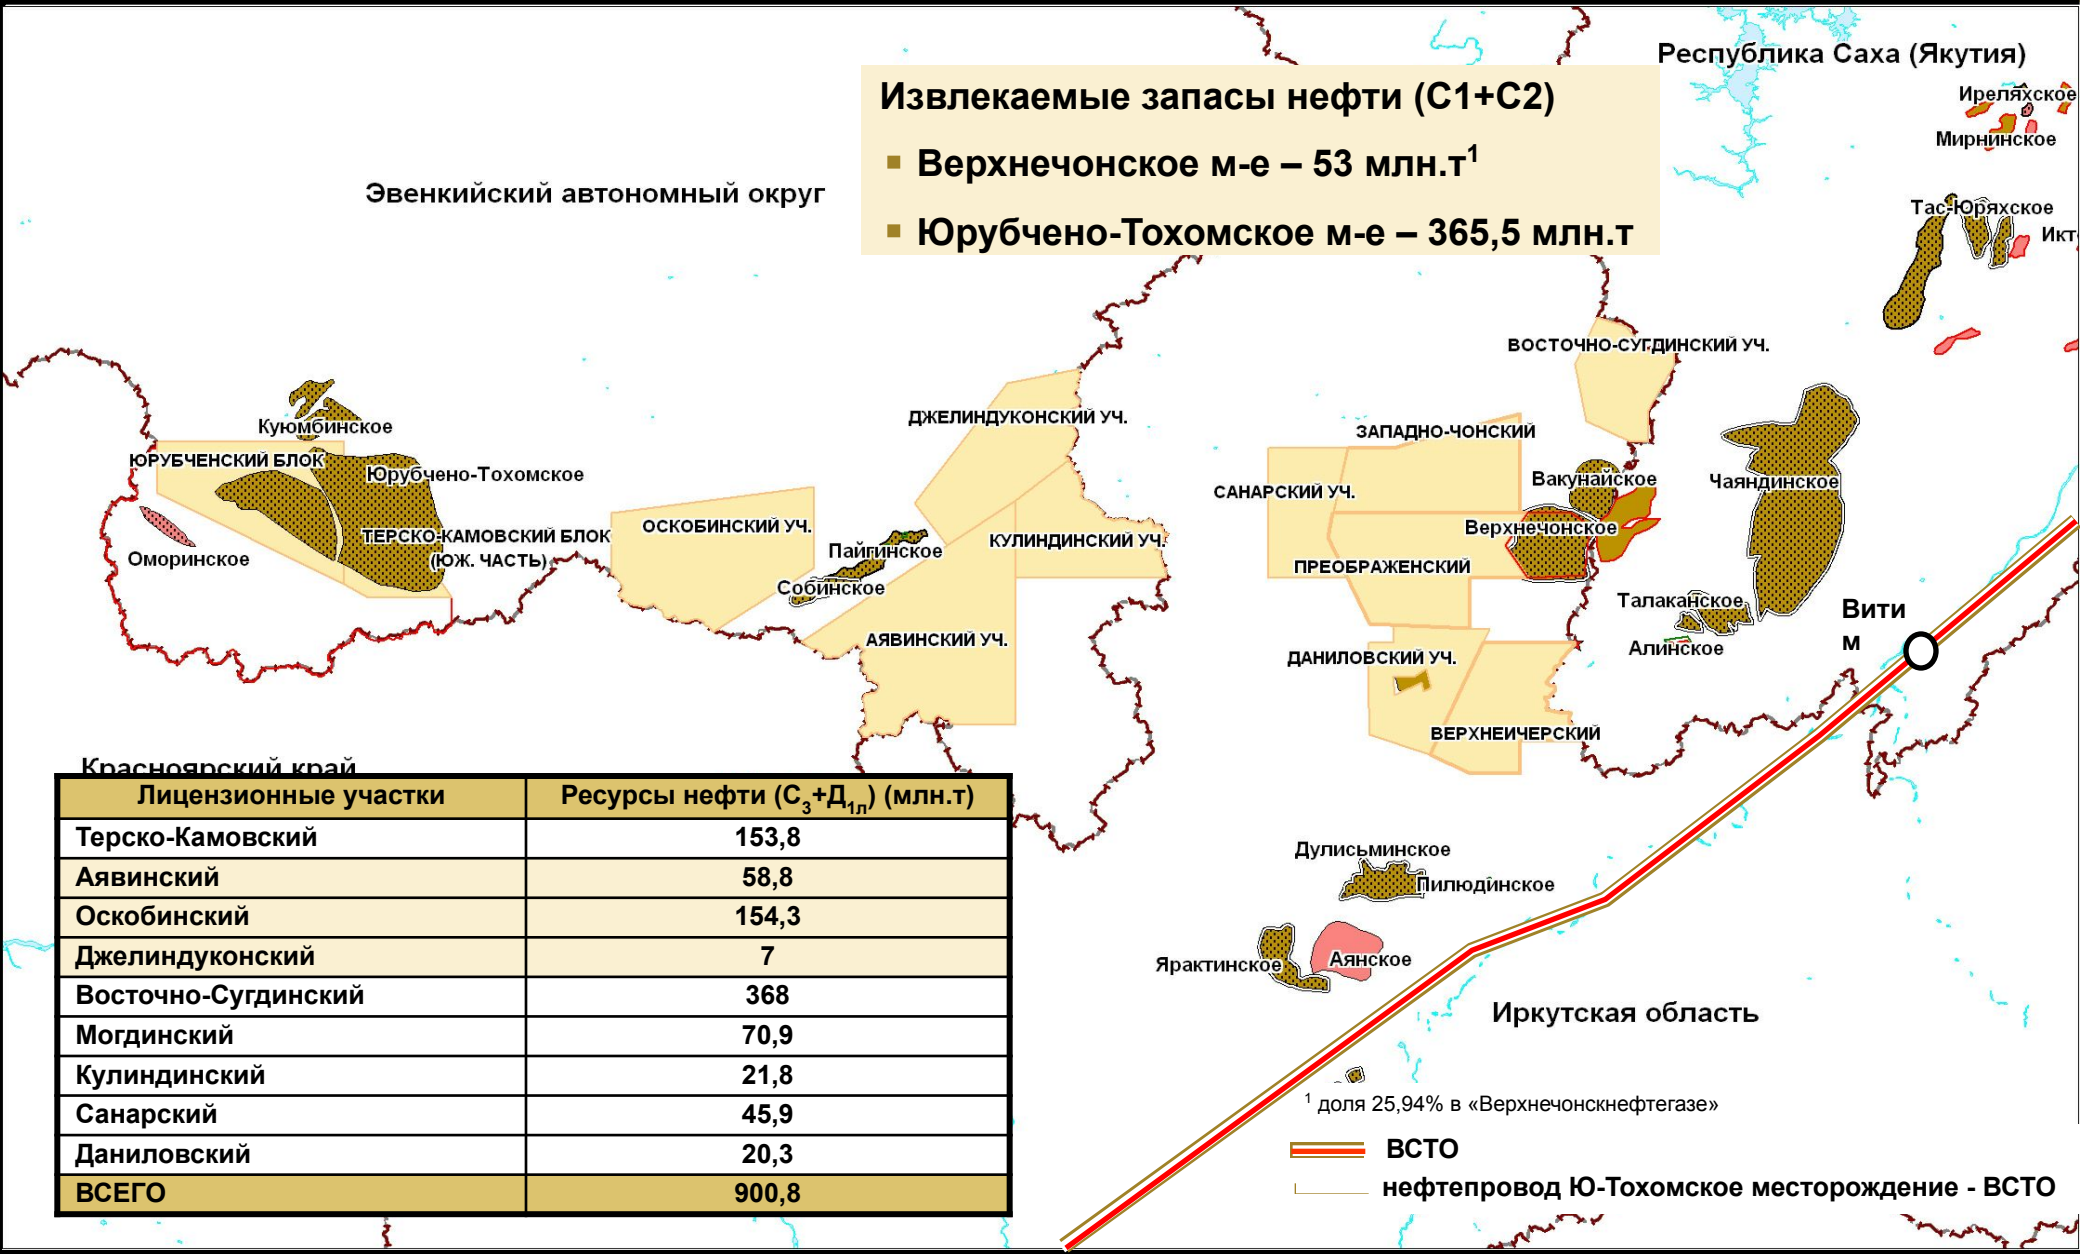 Республика Саха (Якутия)
Извлекаемые запасы нефти (С1+С2)
Верхнечонское м-е – 53 млн.т¹
Юрубчено-Тохомское м-е – 365,5 млн.т
Иреляхское
Мирнинское
Эвенкийский автономный округ
Тас-Юряхское
Икт
ВОСТОЧНО-СУГДИНСКИЙ УЧ.
ДЖЕЛИНДУКОНСКИЙ УЧ.
Куюмбинское
ЗАПАДНО-ЧОНСКИЙ
ЮРУБЧЕНСКИЙ БЛОК
Юрубчено-Тохомское
Вакунайское
Чаяндинское
САНАРСКИЙ УЧ.
ОСКОБИНСКИЙ УЧ.
Верхнечонское
ТЕРСКО-КАМОВСКИЙ БЛОК
(ЮЖ. ЧАСТЬ)
КУЛИНДИНСКИЙ УЧ.
Пайгинское
Оморинское
ПРЕОБРАЖЕНСКИЙ
Собинское
Талаканское
Вити
м
АЯВИНСКИЙ УЧ.
Алинское
ДАНИЛОВСКИЙ УЧ.
ВЕРХНЕИЧЕРСКИЙ
Красноярский край
Лицензионные участки Ресурсы нефти (С₃+Д₁л) (млн.т)
Терско-Камовский 153,8
Аявинский 58,8
Оскобинский 154,3
Джелиндуконский 7
Восточно-Сугдинский 368
Могдинский 70,9
Кулиндинский 21,8
Санарский 45,9
Даниловский 20,3
ВСЕГО 900,8
Дулисьминское
Пилюдинское
Ярактинское
Аянское
Иркутская область
¹ доля 25,94% в «Верхнечонскнефтегазе»
ВСТО
нефтепровод Ю-Тохомское месторождение - ВСТО